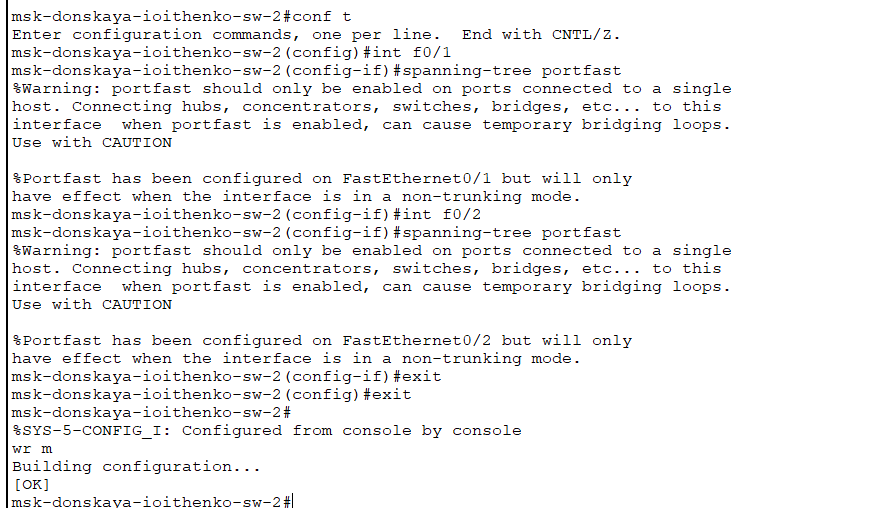 msk-donskaya-ioithenko-sw-2#conf t
Enter configuration commands, one per line.  End with CNTL/Z.
msk-donskaya-ioithenko-sw-2(config)#int f0/1
msk-donskaya-ioithenko-sw-2(config-if)#spanning-tree portfast
%Warning: portfast should only be enabled on ports connected to a single
host. Connecting hubs, concentrators, switches, bridges, etc... to this
interface  when portfast is enabled, can cause temporary bridging loops.
Use with CAUTION

%Portfast has been configured on FastEthernet0/1 but will only
have effect when the interface is in a non-trunking mode.
msk-donskaya-ioithenko-sw-2(config-if)#int f0/2
msk-donskaya-ioithenko-sw-2(config-if)#spanning-tree portfast
%Warning: portfast should only be enabled on ports connected to a single
host. Connecting hubs, concentrators, switches, bridges, etc... to this
interface  when portfast is enabled, can cause temporary bridging loops.
Use with CAUTION

%Portfast has been configured on FastEthernet0/2 but will only
have effect when the interface is in a non-trunking mode.
msk-donskaya-ioithenko-sw-2(config-if)#exit
msk-donskaya-ioithenko-sw-2(config)#exit
msk-donskaya-ioithenko-sw-2#
%SYS-5-CONFIG_I: Configured from console by console
wr m
Building configuration...
[OK]
msk-donskaya-ioithenko-sw-2#